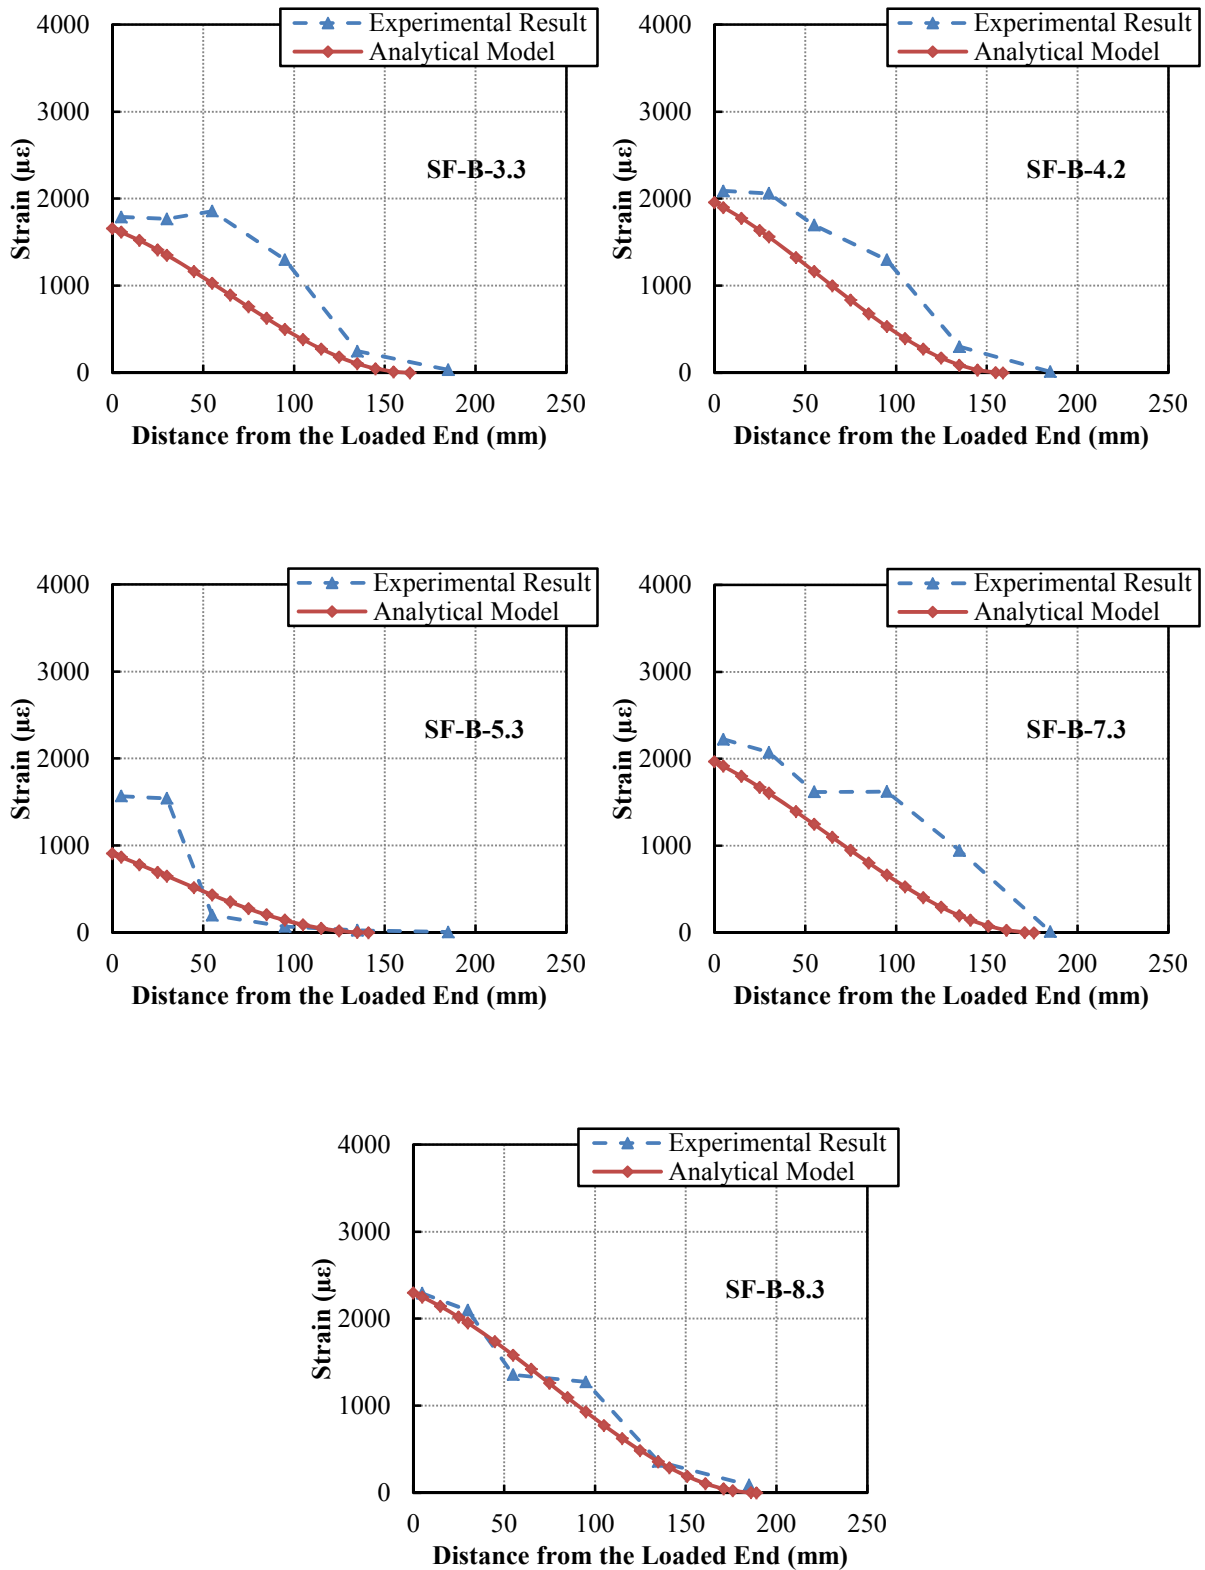 Experimental Result
Analytical Model
4000
3000
2000
1000
0
Strain (με)
SF-B-3.3
0 50 100 150 200 250
Distance from the Loaded End (mm)
Experimental Result
Analytical Model
4000
3000
2000
1000
0
Strain (με)
SF-B-4.2
0 50 100 150 200 250
Distance from the Loaded End (mm)
Experimental Result
Analytical Model
4000
3000
2000
1000
0
Strain (με)
SF-B-5.3
0 50 100 150 200 250
Distance from the Loaded End (mm)
Experimental Result
Analytical Model
4000
3000
2000
1000
0
Strain (με)
SF-B-7.3
0 50 100 150 200 250
Distance from the Loaded End (mm)
Experimental Result
Analytical Model
4000
3000
2000
1000
0
Strain (με)
SF-B-8.3
0 50 100 150 200 250
Distance from the Loaded End (mm)